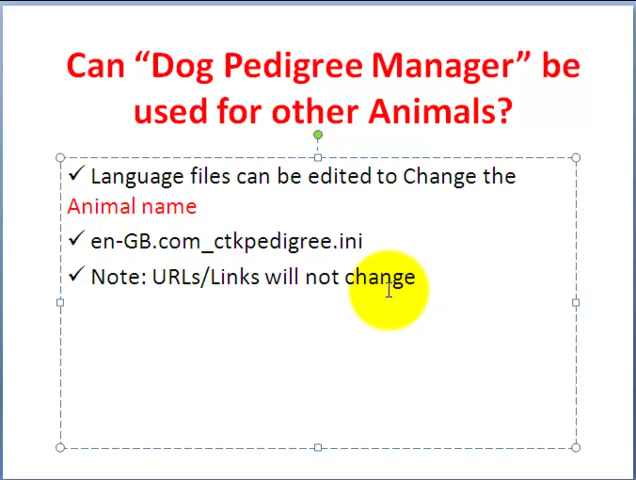 Can “Dog Pedigree Manager” be
used for other Animals?
✓ Language files can be edited to Change the
Animal name
✓ en-GB.com_ctkpedigree.ini
✓ Note: URLs/Links will not change